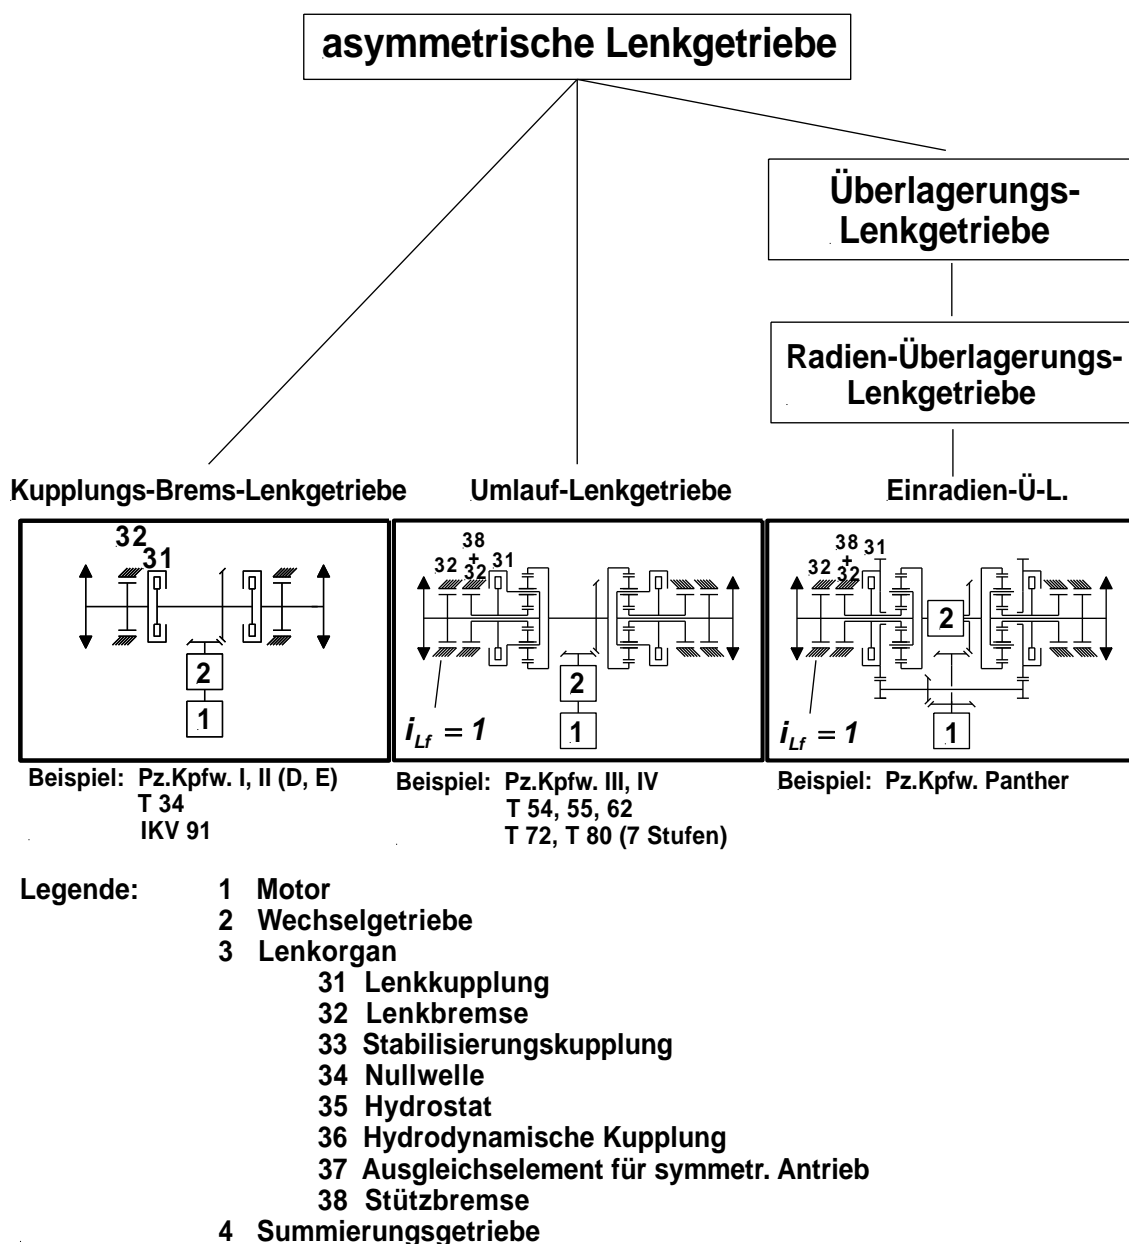 asymmetrische Lenkgetriebe
Überlagerungs-
Lenkgetriebe
Radien-Überlagerungs-
Lenkgetriebe
Kupplungs-Brems-Lenkgetriebe
Umlauf-Lenkgetriebe
Einradien-Ü-L.
32
31
2
1
38
+
32 32 31
2
1
i_Lf = 1
38 31
+
32 32
2
1
i_Lf = 1
Beispiel: Pz.Kpfw. I, II (D, E)
T 34
IKV 91
Beispiel: Pz.Kpfw. III, IV
T 54, 55, 62
T 72, T 80 (7 Stufen)
Beispiel: Pz.Kpfw. Panther
Legende: 1 Motor
2 Wechselgetriebe
3 Lenkorgan
31 Lenkkupplung
32 Lenkbremse
33 Stabilisierungskupplung
34 Nullwelle
35 Hydrostat
36 Hydrodynamische Kupplung
37 Ausgleichselement für symmetr. Antrieb
38 Stützbremse
4 Summierungsgetriebe